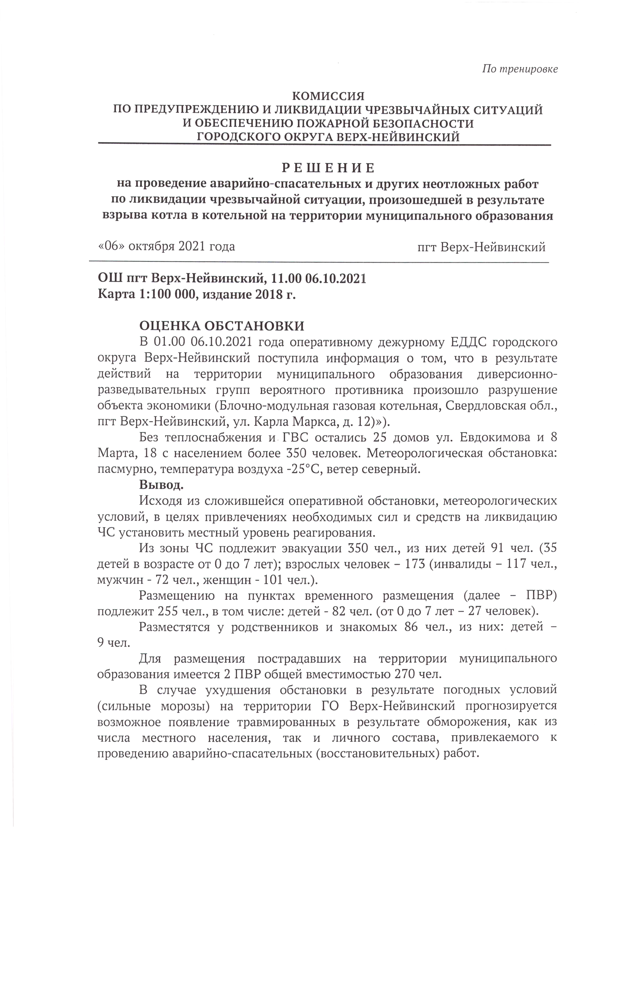 По тренировке
КОМИССИЯ
ПО ПРЕДУПРЕЖДЕНИЮ И ЛИКВИДАЦИИ ЧРЕЗВЫЧАЙНЫХ СИТУАЦИЙ
И ОБЕСПЕЧЕНИЮ ПОЖАРНОЙ БЕЗОПАСНОСТИ
ГОРОДСКОГО ОКРУГА ВЕРХ-НЕЙВИНСКИЙ
Р Е Ш Е Н И Е
на проведение аварийно-спасательных и других неотложных работ
по ликвидации чрезвычайной ситуации, произошедшей в результате
взрыва котла в котельной на территории муниципального образования
«06» октября 2021 года пгт Верх-Нейвинский
ОШ пгт Верх-Нейвинский, 11.00 06.10.2021
Карта 1:100 000, издание 2018 г.
ОЦЕНКА ОБСТАНОВКИ
В 01.00 06.10.2021 года оперативному дежурному ЕДДС городского
округа Верх-Нейвинский поступила информация о том, что в результате
действий на территории муниципального образования диверсионно-
разведывательных групп вероятного противника произошло разрушение
объекта экономики (Блочно-модульная газовая котельная, Свердловская обл.,
пгт Верх-Нейвинский, ул. Карла Маркса, д. 12)»).
Без теплоснабжения и ГВС остались 25 домов ул. Евдокимова и 8
Марта, 18 с населением более 350 человек. Метеорологическая обстановка:
пасмурно, температура воздуха -25°С, ветер северный.
Вывод.
Исходя из сложившейся оперативной обстановки, метеорологических
условий, в целях привлечениях необходимых сил и средств на ликвидацию
ЧС установить местный уровень реагирования.
Из зоны ЧС подлежит эвакуации 350 чел., из них детей 91 чел. (35
детей в возрасте от 0 до 7 лет); взрослых человек – 173 (инвалиды – 117 чел.,
мужчин - 72 чел., женщин - 101 чел.).
Размещению на пунктах временного размещения (далее – ПВР)
подлежит 255 чел., в том числе: детей - 82 чел. (от 0 до 7 лет – 27 человек).
Разместятся у родственников и знакомых 86 чел., из них: детей –
9 чел.
Для размещения пострадавших на территории муниципального
образования имеется 2 ПВР общей вместимостью 270 чел.
В случае ухудшения обстановки в результате погодных условий
(сильные морозы) на территории ГО Верх-Нейвинский прогнозируется
возможное появление травмированных в результате обморожения, как из
числа местного населения, так и личного состава, привлекаемого к
проведению аварийно-спасательных (восстановительных) работ.